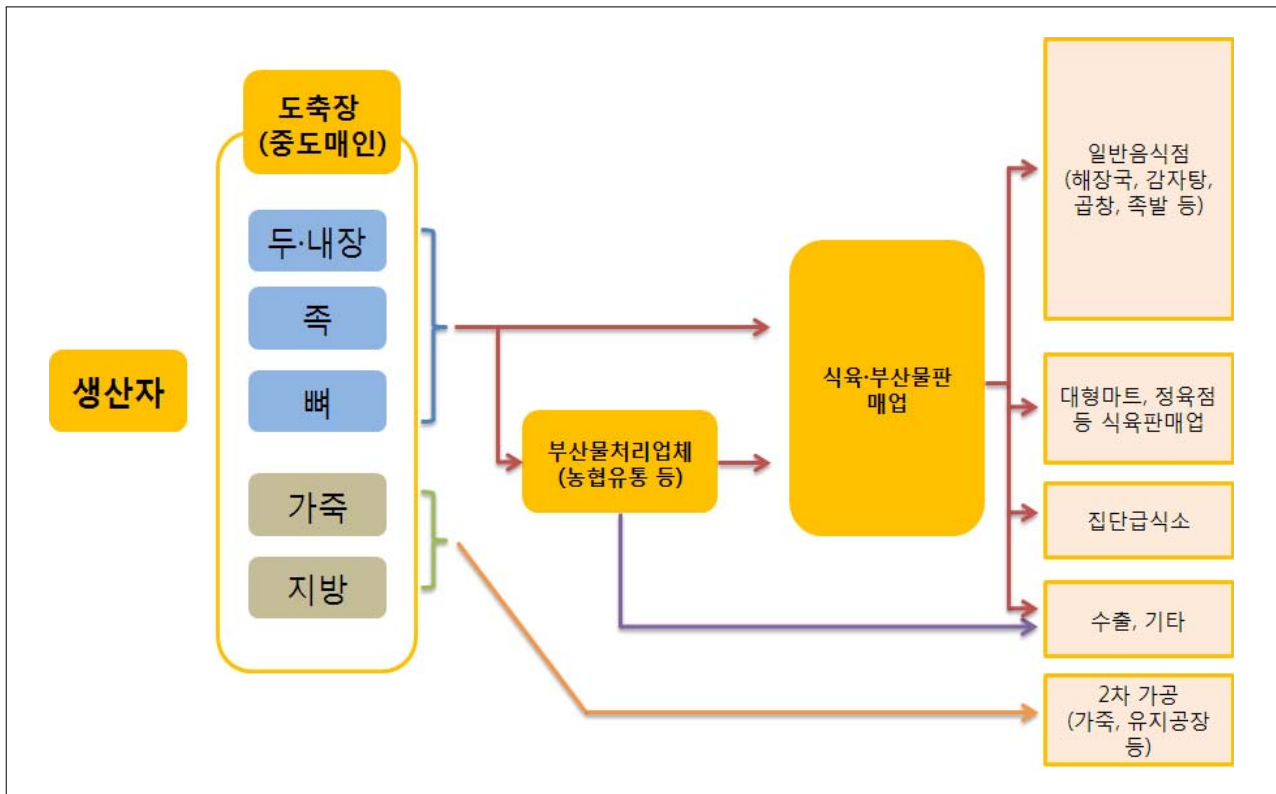 도축장
(중도매인)
두·내장
족
뼈
가죽
지방
생산자
부산물처리업체
(농협유통 등)
식육·부산물판
매업
일반음식점
(해장국, 감자탕,
곱창, 족발 등)
대형마트, 정육점
등 식육판매업
집단급식소
수출, 기타
2차 가공
(가죽, 유지공장
등)